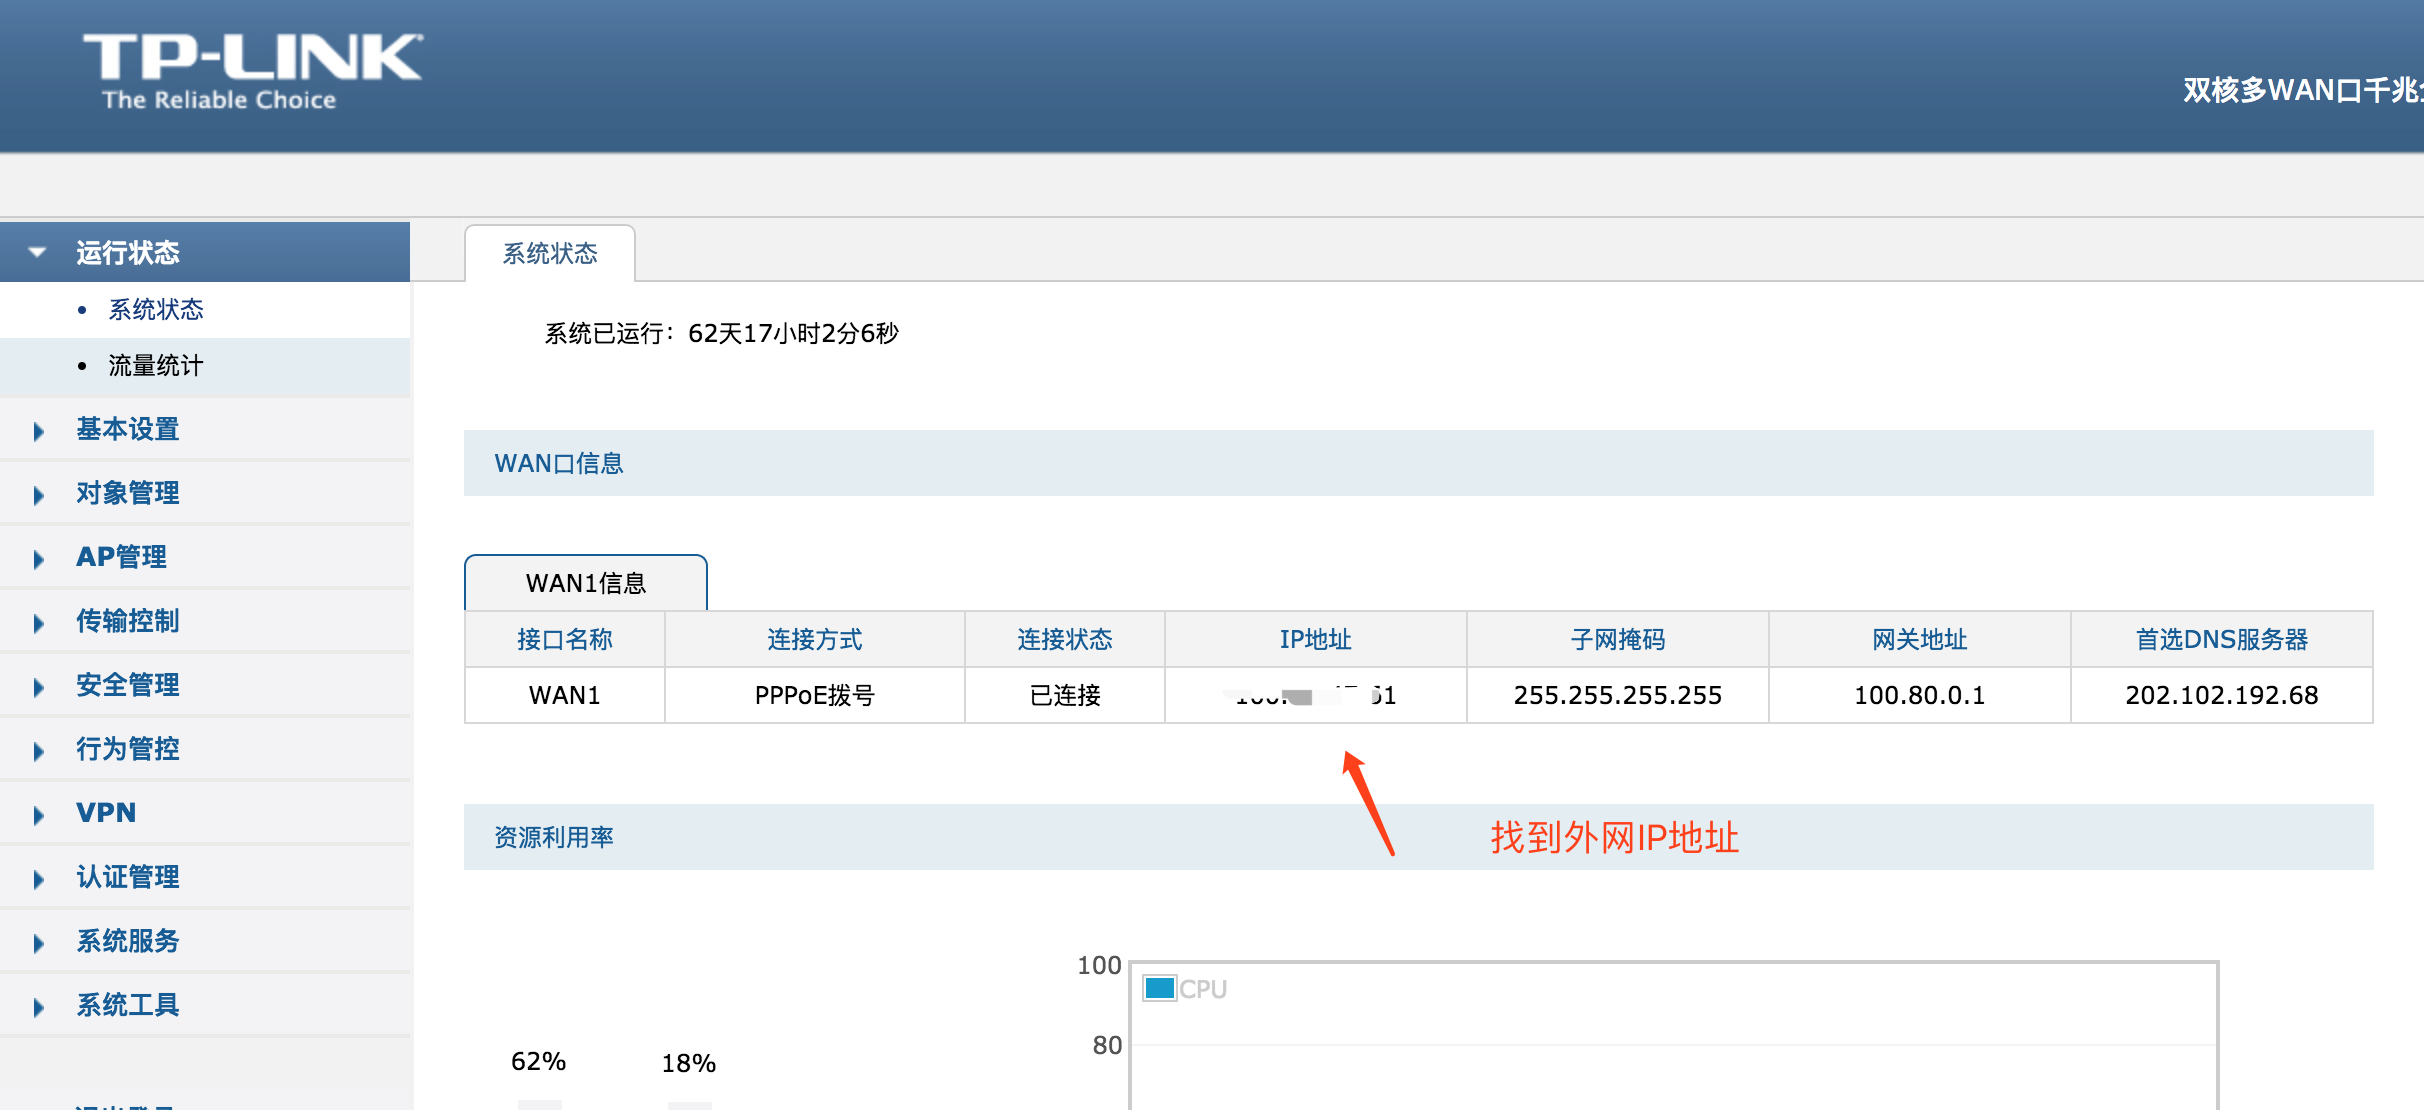 TP-LINK
The Reliable Choice
双核多WAN口千兆
运行状态
系统状态
流量统计
基本设置
对象管理
AP管理
传输控制
安全管理
行为管控
VPN
认证管理
系统服务
系统工具
系统状态
系统已运行：62天17小时2分6秒
WAN口信息
WAN1信息
接口名称 连接方式 连接状态 IP地址 子网掩码 网关地址 首选DNS服务器
WAN1 PPPoE拨号 已连接 255.255.255.255 100.80.0.1 202.102.192.68
资源利用率
找到外网IP地址
100
CPU
80
62% 18%